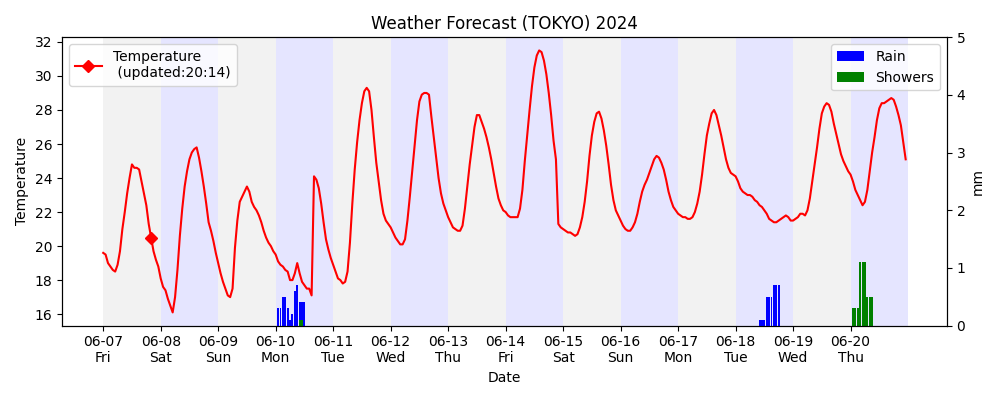 Weather Forecast (TOKYO) 2024
Temperature
(updated:20:14)
Rain
Showers
32
30
28
26
24
22
20
18
16
Temperature
5
4
3
2
1
0
mm
06-07 06-08 06-09 06-10 06-11 06-12 06-13 06-14 06-15 06-16 06-17 06-18 06-19 06-20
Fri Sat Sun Mon Tue Wed Thu Fri Sat Sun Mon Tue Wed Thu
Date